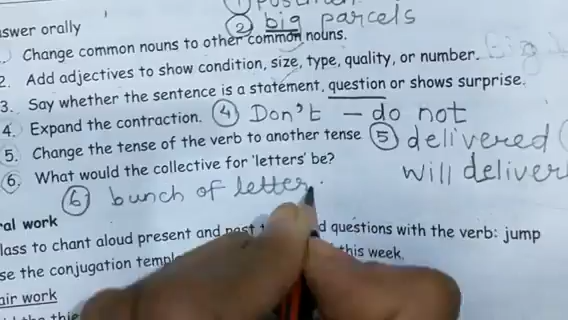 ② big parcels
swer orally
Change common nouns to other common nouns.
2. Add adjectives to show condition, size, type, quality, or number.
3. Say whether the sentence is a statement, question or shows surprise.
4. Expand the contraction. ④ Don't – do not
5. Change the tense of the verb to another tense ⑤ delivered
6. What would the collective for 'letters' be? will deliver
⑥ bunch of letter
ral work
lass to chant aloud present and past d questions with the verb: jump
se the conjugation templ this week.
air work